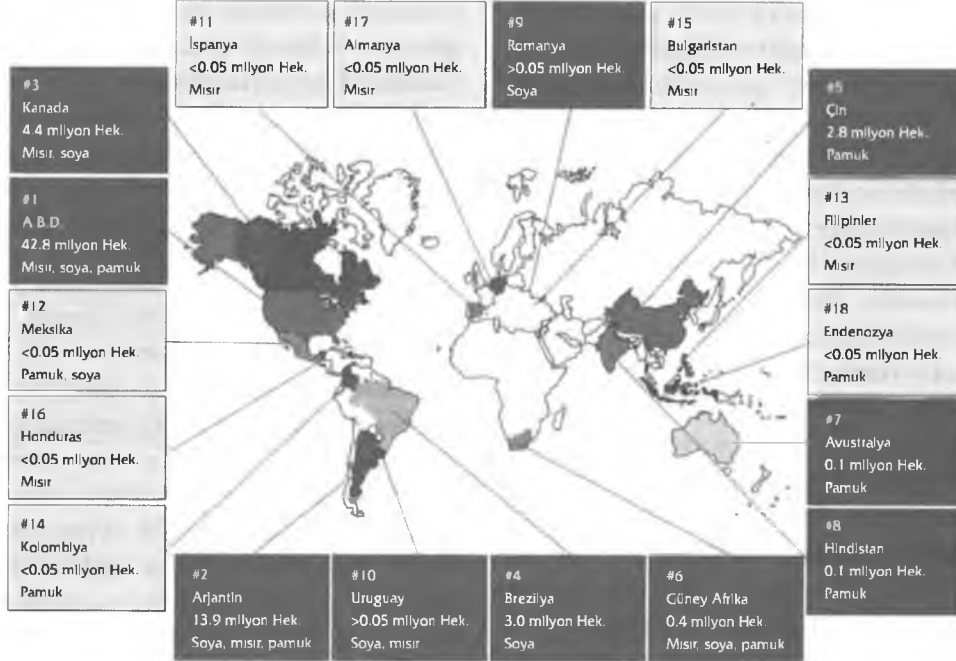 #11
İspanya
<0.05 milyon Hek.
Mısır
#17
Almanya
<0.05 milyon Hek.
Mısır
#9
Romanya
>0.05 milyon Hek.
Soya
#15
Bulgaristan
<0.05 milyon Hek.
Mısır
#3
Kanada
4.4 milyon Hek.
Mısır, soya
#1
A.B.D.
42.8 milyon Hek.
Mısır, soya, pamuk
#12
Meksika
<0.05 milyon Hek.
Pamuk, soya
#16
Honduras
<0.05 milyon Hek.
Mısır
#14
Kolombiya
<0.05 milyon Hek.
Pamuk
#5
Çin
2.8 milyon Hek.
Pamuk
#13
Filipinler
<0.05 milyon Hek.
Mısır
#18
Endenozya
<0.05 milyon Hek.
Pamuk
#7
Avustralya
0.1 milyon Hek.
Pamuk
#8
Hindistan
0.1 milyon Hek.
Pamuk
#2
Arjantin
13.9 milyon Hek.
Soya, mısır, pamuk
#10
Uruguay
>0.05 milyon Hek.
Soya, mısır
#4
Brezilya
3.0 milyon Hek.
Soya
#6
Güney Afrika
0.4 milyon Hek.
Mısır, soya, pamuk